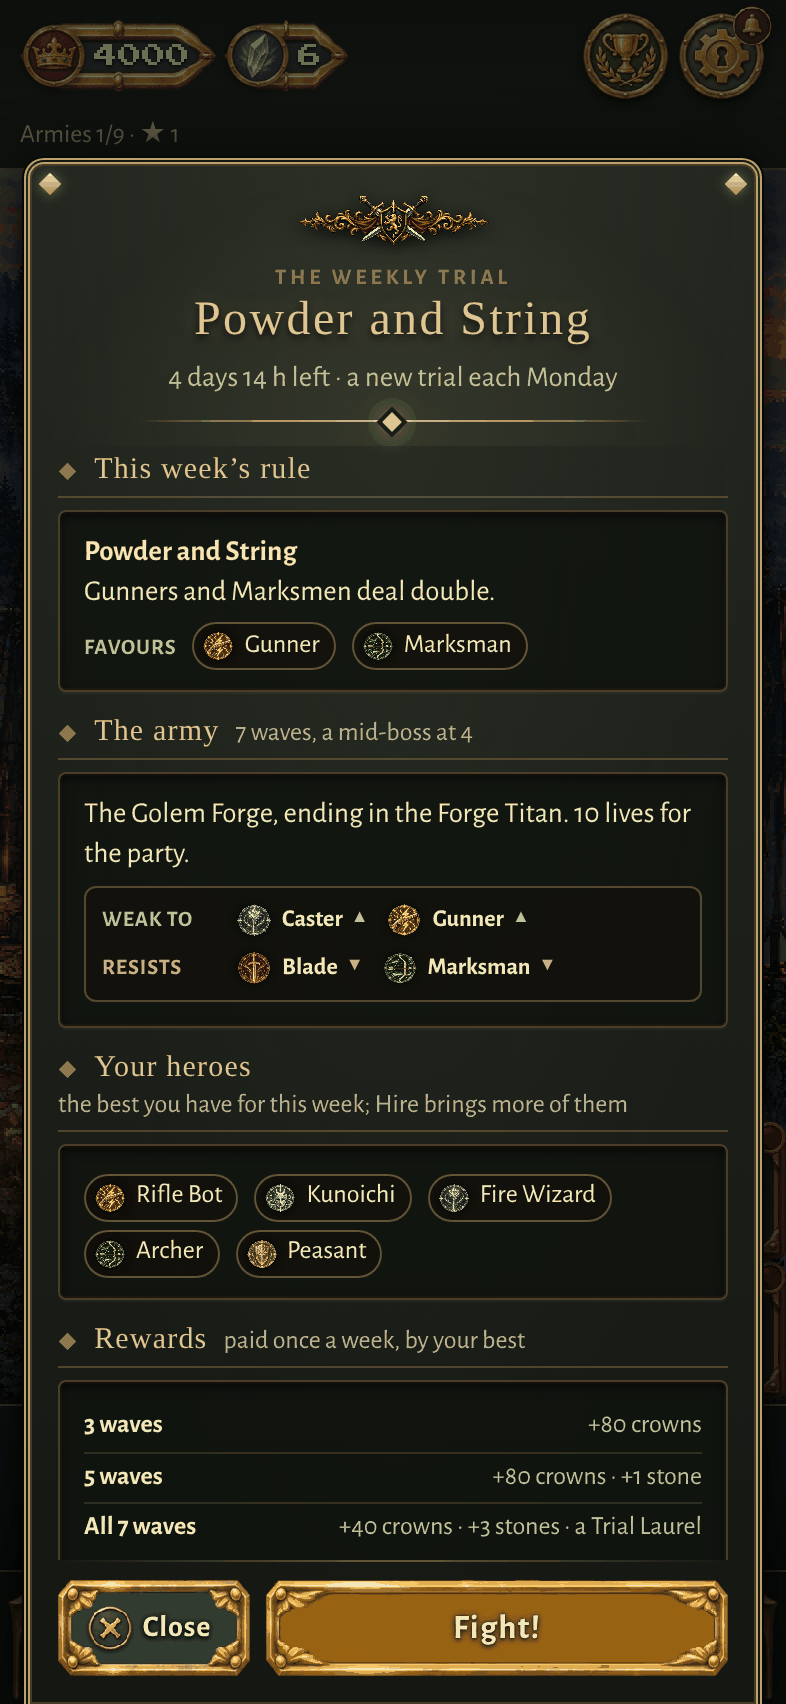 4000
6
Armies 1/9 · ★ 1
THE WEEKLY TRIAL
Powder and String
4 days 14 h left · a new trial each Monday
This week’s rule
Powder and String
Gunners and Marksmen deal double.
FAVOURS Gunner Marksman
The army 7 waves, a mid-boss at 4
The Golem Forge, ending in the Forge Titan. 10 lives for
the party.
WEAK TO Caster ▲ Gunner ▲
RESISTS Blade ▼ Marksman ▼
Your heroes
the best you have for this week; Hire brings more of them
Rifle Bot Kunoichi Fire Wizard
Archer Peasant
Rewards paid once a week, by your best
3 waves +80 crowns
5 waves +80 crowns · +1 stone
All 7 waves +40 crowns · +3 stones · a Trial Laurel
Close Fight!